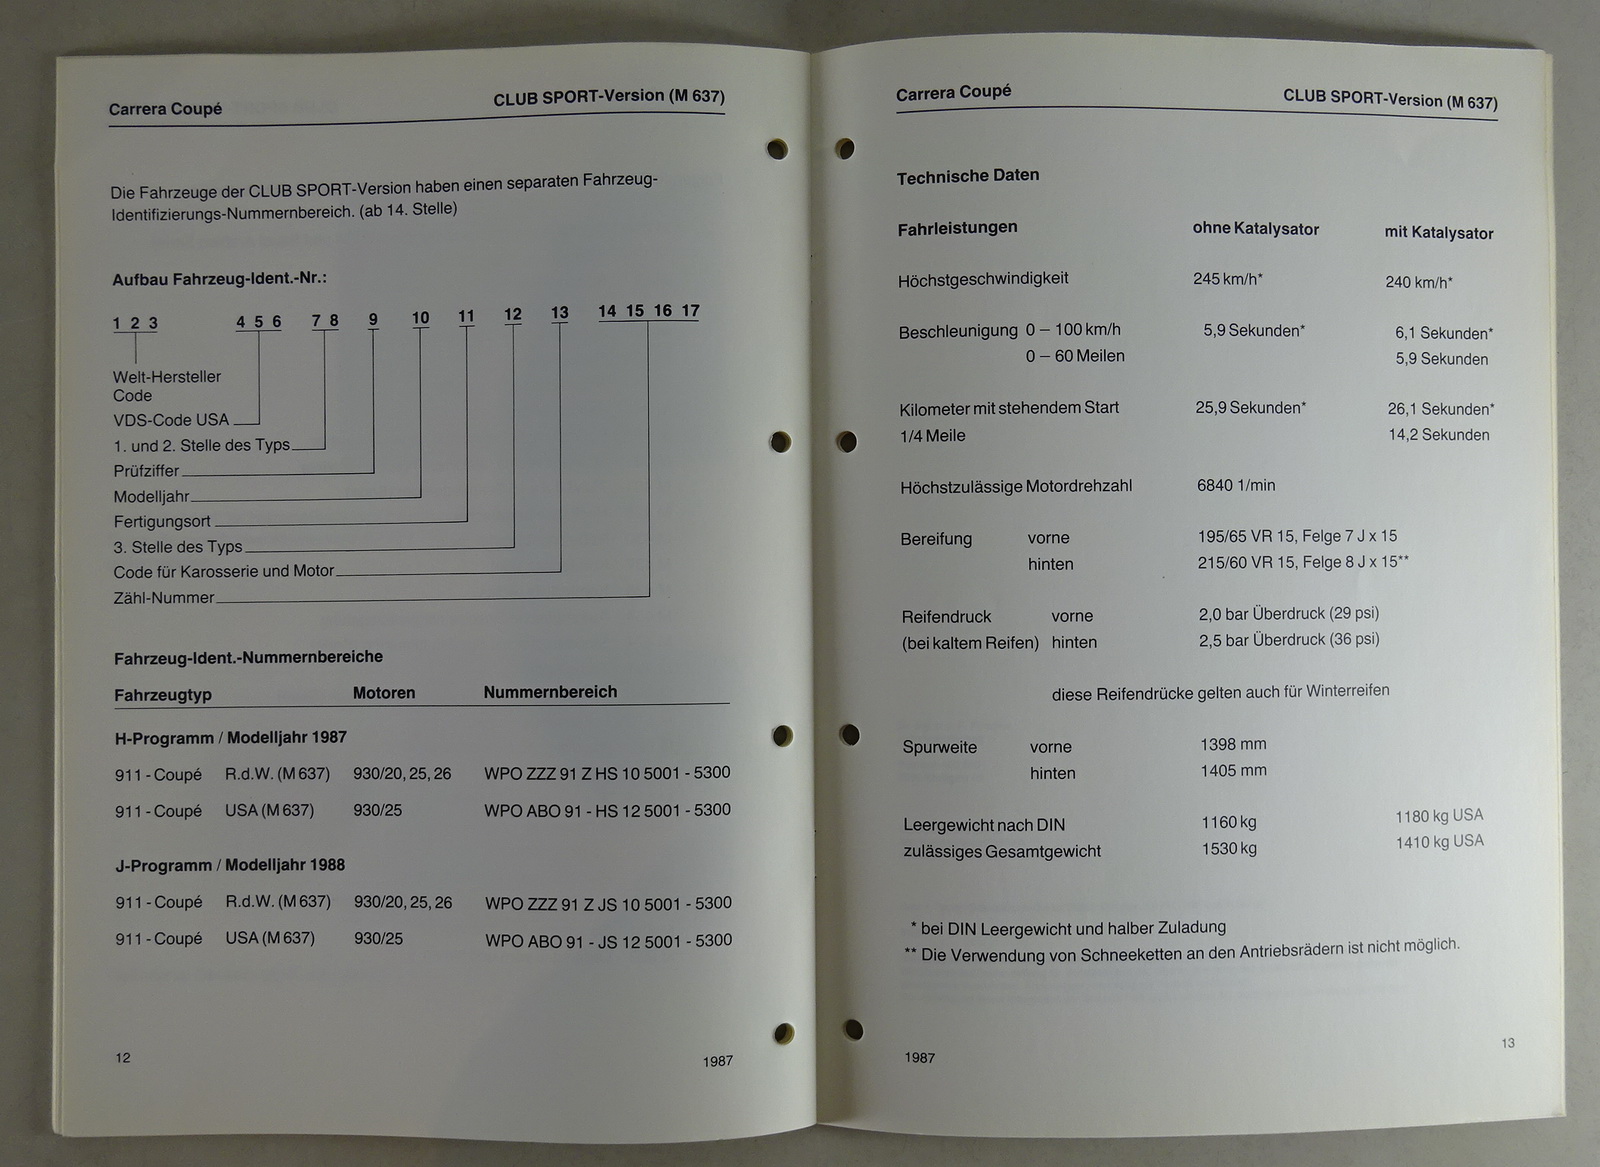 Carrera Coupé CLUB SPORT-Version (M 637)
Die Fahrzeuge der CLUB SPORT-Version haben einen separaten Fahrzeug-
Identifizierungs-Nummernbereich. (ab 14. Stelle)
Aufbau Fahrzeug-Ident.-Nr.:
1 2 3 4 5 6 7 8 9 10 11 12 13 14 15 16 17
Welt-Hersteller
Code
VDS-Code USA
1. und 2. Stelle des Typs
Prüfziffer
Modelljahr
Fertigungsort
3. Stelle des Typs
Code für Karosserie und Motor
Zähl-Nummer
Fahrzeug-Ident.-Nummernbereiche
Fahrzeugtyp Motoren Nummernbereich
H-Programm / Modelljahr 1987
911 - Coupé R.d.W. (M 637) 930/20, 25, 26 WPO ZZZ 91 Z HS 10 5001 - 5300
911 - Coupé USA (M 637) 930/25 WPO ABO 91 - HS 12 5001 - 5300
J-Programm / Modelljahr 1988
911 - Coupé R.d.W. (M 637) 930/20, 25, 26 WPO ZZZ 91 Z JS 10 5001 - 5300
911 - Coupé USA (M 637) 930/25 WPO ABO 91 - JS 12 5001 - 5300
12 1987
Carrera Coupé CLUB SPORT-Version (M 637)
Technische Daten
Fahrleistungen ohne Katalysator mit Katalysator
Höchstgeschwindigkeit 245 km/h* 240 km/h*
Beschleunigung 0 – 100 km/h 5,9 Sekunden* 6,1 Sekunden*
0 – 60 Meilen 5,9 Sekunden
Kilometer mit stehendem Start 25,9 Sekunden* 26,1 Sekunden*
1/4 Meile 14,2 Sekunden
Höchstzulässige Motordrehzahl 6840 1/min
Bereifung vorne 195/65 VR 15, Felge 7 J x 15
hinten 215/60 VR 15, Felge 8 J x 15**
Reifendruck vorne 2,0 bar Überdruck (29 psi)
(bei kaltem Reifen) hinten 2,5 bar Überdruck (36 psi)
diese Reifendrücke gelten auch für Winterreifen
Spurweite vorne 1398 mm
hinten 1405 mm
Leergewicht nach DIN 1160 kg 1180 kg USA
zulässiges Gesamtgewicht 1530 kg 1410 kg USA
* bei DIN Leergewicht und halber Zuladung
** Die Verwendung von Schneeketten an den Antriebsrädern ist nicht möglich.
1987 13